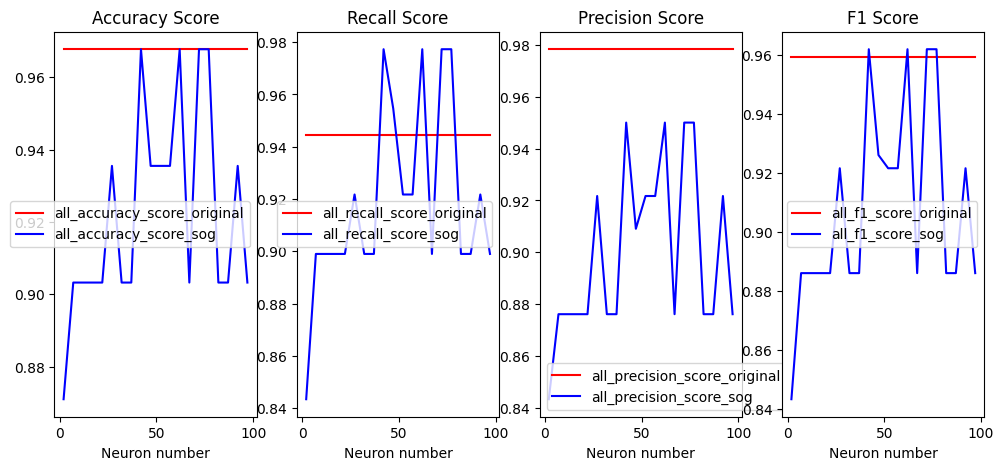 Accuracy Score
0.96
0.94
0.92
0.90
0.88
all_accuracy_score_original
all_accuracy_score_sog
0
50
100
Neuron number
Recall Score
0.98
0.96
0.94
0.92
0.90
0.88
0.86
0.84
all_recall_score_original
all_recall_score_sog
0
50
100
Neuron number
Precision Score
0.98
0.96
0.94
0.92
0.90
0.88
0.86
0.84
all_precision_score_original
all_precision_score_sog
0
50
100
Neuron number
F1 Score
0.96
0.94
0.92
0.90
0.88
0.86
0.84
all_f1_score_original
all_f1_score_sog
0
50
100
Neuron number